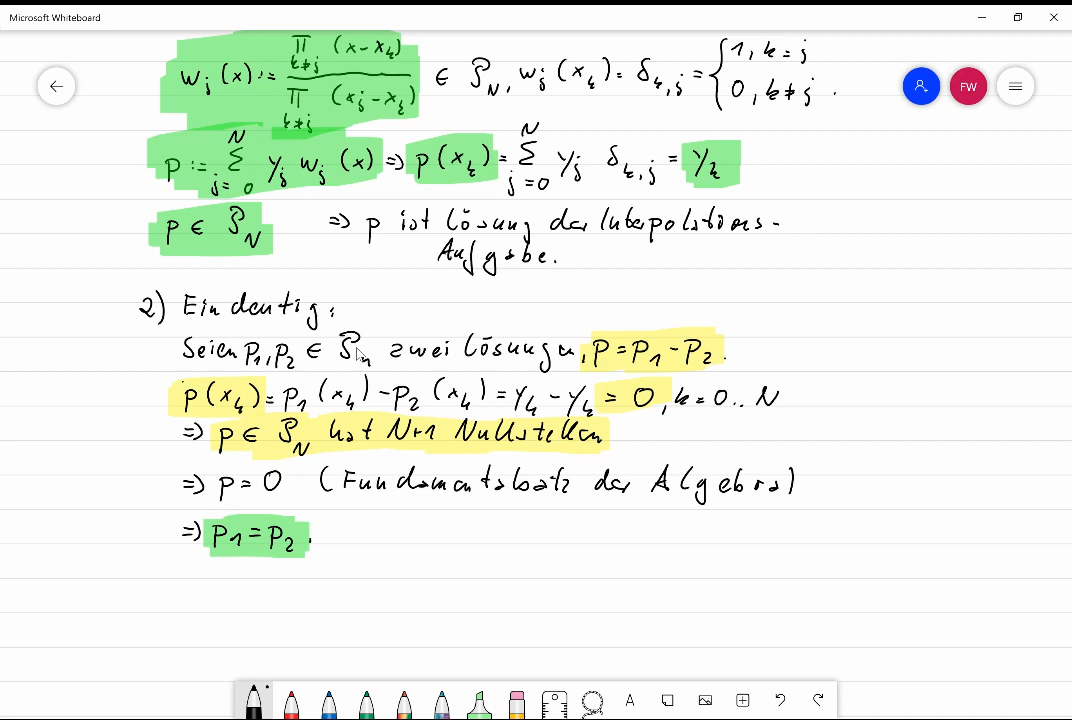 Microsoft Whiteboard
w_j(x) := ∏_{k≠j} (x-x_k) / ∏_{k≠j} (x_j-x_k) ∈ P_N, w_j(x_k) = δ_{k,j} = { 1, k=j ; 0, k≠j .
FW
p := ∑_{j=0}^{N} y_j w_j(x) ⇒ p(x_k) = ∑_{j=0}^{N} y_j δ_{k,j} = y_k
p ∈ P_N ⇒ p ist Lösung der Interpolations-
Aufgabe.
2) Eindeutig:
Seien p_1, p_2 ∈ P_n zwei Lösungen, p = p_1 - p_2.
p(x_k) = p_1(x_k) - p_2(x_k) = y_k - y_k = 0, k=0..N
⇒ p ∈ P_N hat N+1 Nullstellen
⇒ p = 0 (Fundamentalsatz der Algebra)
⇒ p_1 = p_2.
A